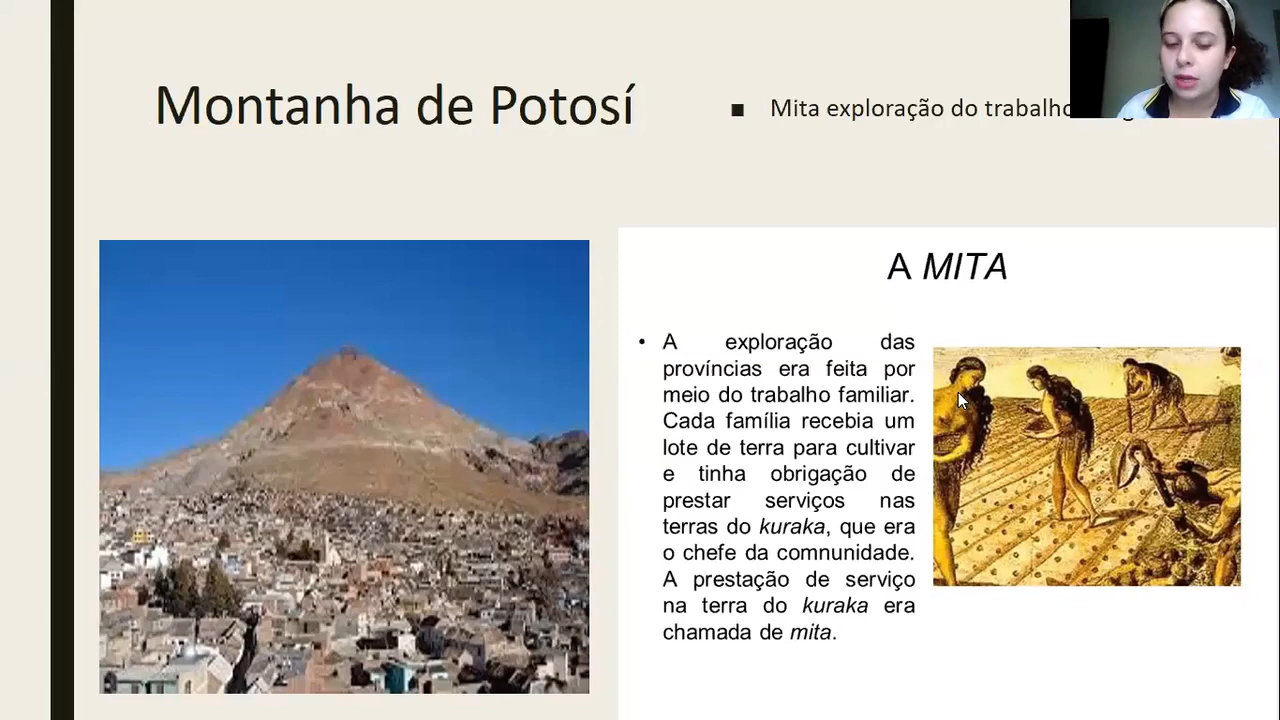 Montanha de Potosí
Mita exploração do trabalho
A MITA
• A exploração das
províncias era feita por
meio do trabalho familiar.
Cada família recebia um
lote de terra para cultivar
e tinha obrigação de
prestar serviços nas
terras do kuraka, que era
o chefe da comnunidade.
A prestação de serviço
na terra do kuraka era
chamada de mita.